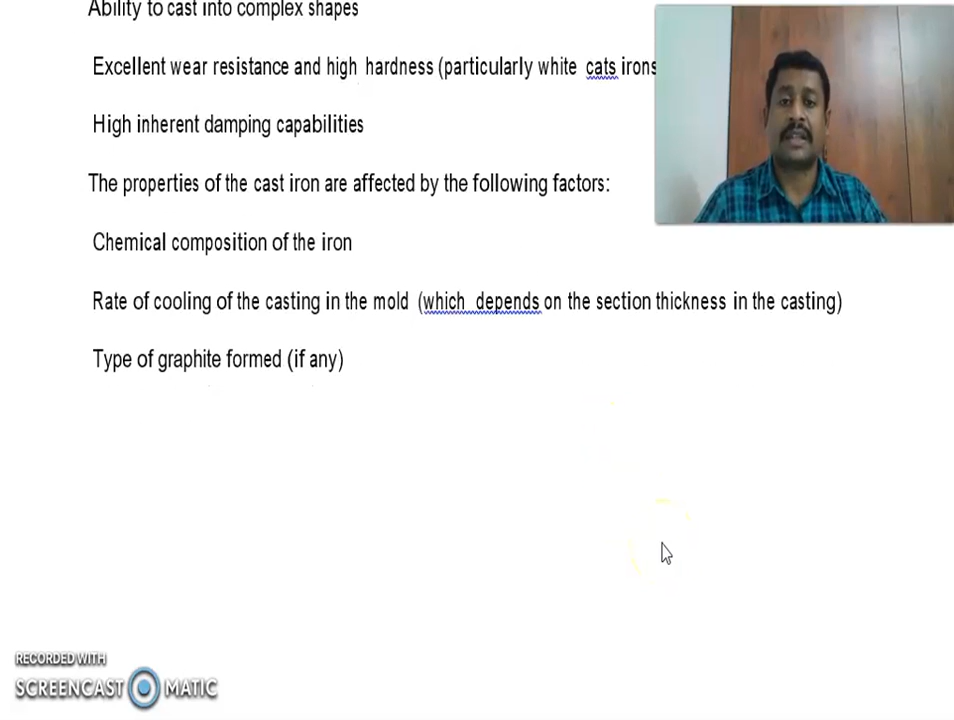 Ability to cast into complex shapes
Excellent wear resistance and high hardness (particularly white cats irons
High inherent damping capabilities
The properties of the cast iron are affected by the following factors:
Chemical composition of the iron
Rate of cooling of the casting in the mold (which depends on the section thickness in the casting)
Type of graphite formed (if any)
RECORDED WITH
SCREENCAST MATIC